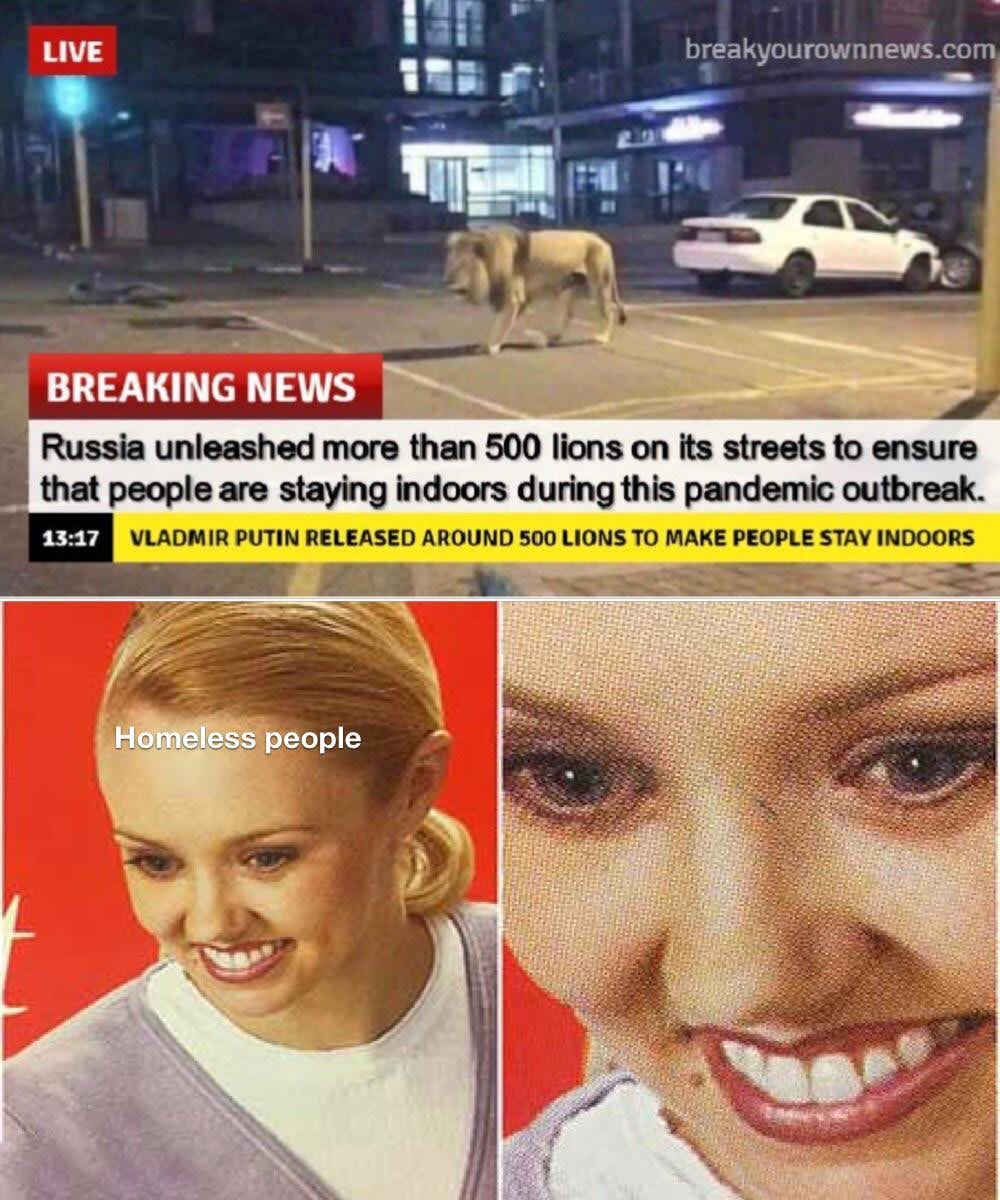 LIVE
breakyourownnews.com
BREAKING NEWS
Russia unleashed more than 500 lions on its streets to ensure
that people are staying indoors during this pandemic outbreak.
13:17 VLADMIR PUTIN RELEASED AROUND 500 LIONS TO MAKE PEOPLE STAY INDOORS
Homeless people